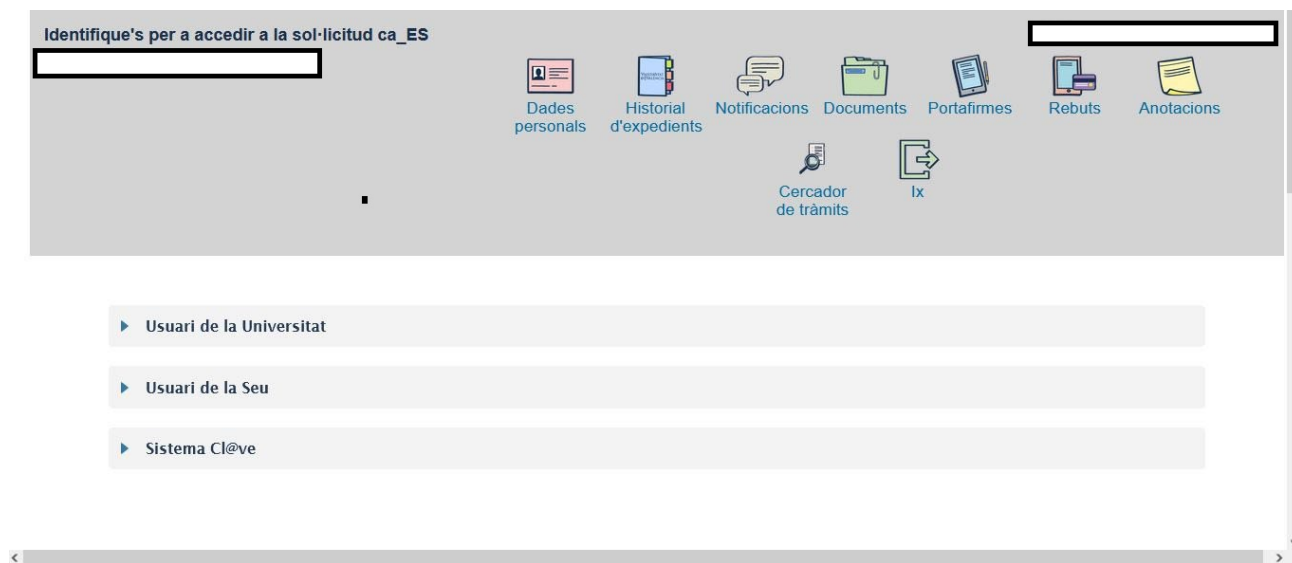 Identifique's per a accedir a la sol·licitud ca_ES
Dades
personals
Historial
d'expedients
Notificacions
Documents
Portafirmes
Rebuts
Anotacions
Cercador
de tràmits
Ix
Usuari de la Universitat
Usuari de la Seu
Sistema Cl@ve